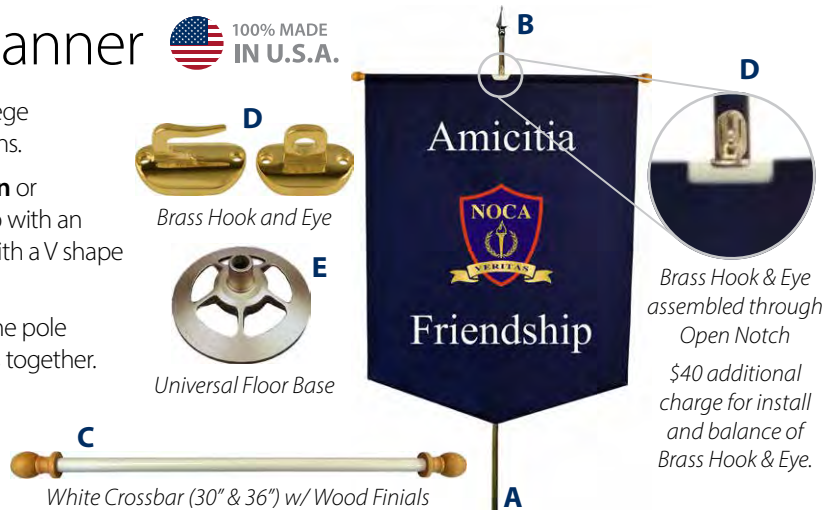 anner
100% MADE
IN U.S.A.
ege
ns.
n or
with an
ith a V shape
he pole
together.
D
Brass Hook and Eye
E
Universal Floor Base
C
White Crossbar (30" & 36") w/ Wood Finials
B
Amicitia
NOCA
VERITAS
Friendship
A
D
Brass Hook & Eye
assembled through
Open Notch
$40 additional
charge for install
and balance of
Brass Hook & Eye.